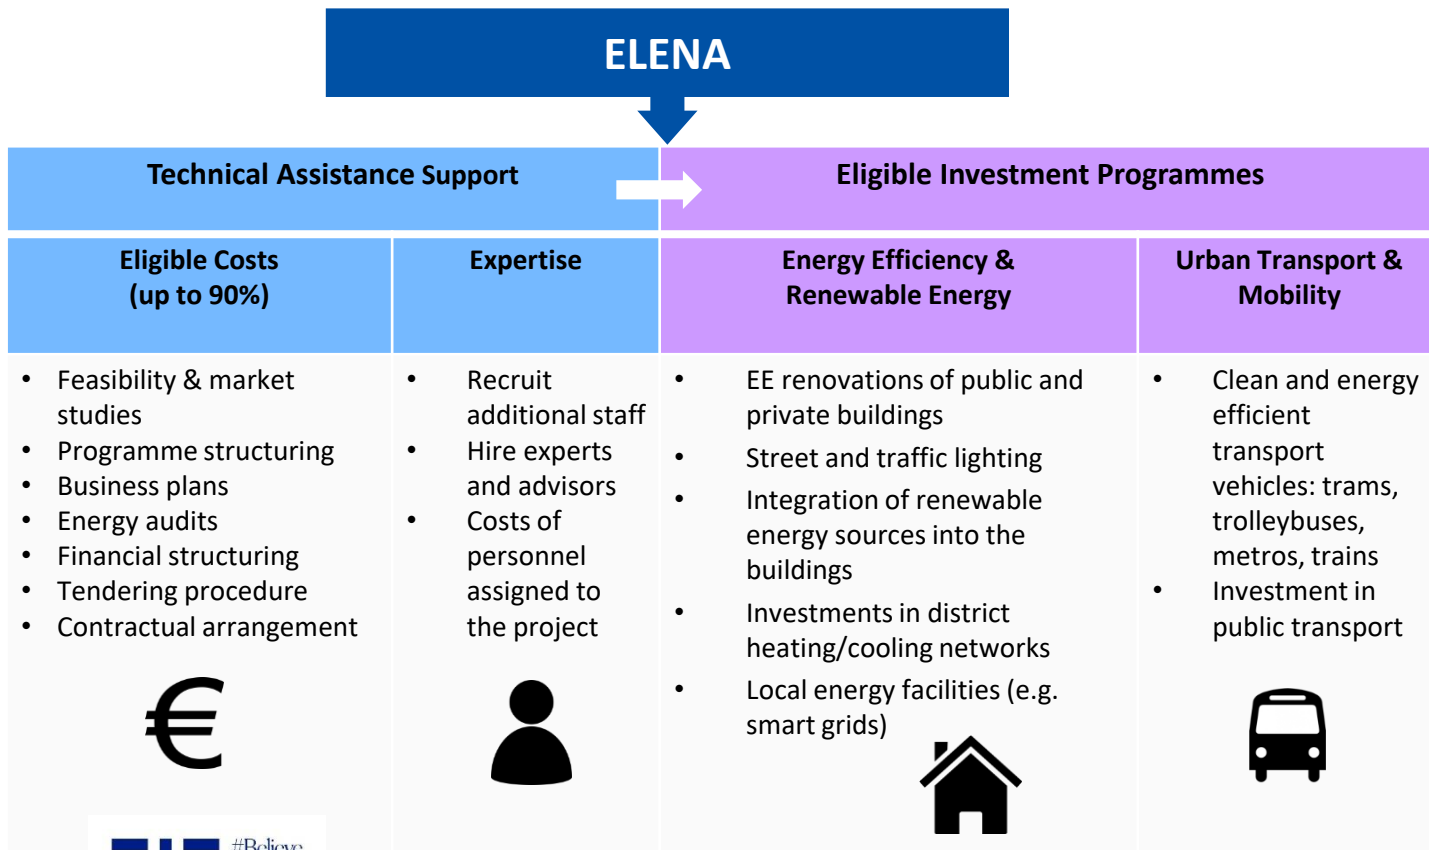 ELENA
Technical Assistance Support
Eligible Investment Programmes
Eligible Costs
(up to 90%)
Expertise
Energy Efficiency &
Renewable Energy
Urban Transport &
Mobility
• Feasibility & market
studies
• Programme structuring
• Business plans
• Energy audits
• Financial structuring
• Tendering procedure
• Contractual arrangement
€
• Recruit
additional staff
• Hire experts
and advisors
• Costs of
personnel
assigned to
the project
• EE renovations of public and
private buildings
• Street and traffic lighting
• Integration of renewable
energy sources into the
buildings
• Investments in district
heating/cooling networks
• Local energy facilities (e.g.
smart grids)
• Clean and energy
efficient
transport
vehicles: trams,
trolleybuses,
metros, trains
• Investment in
public transport
#Believe